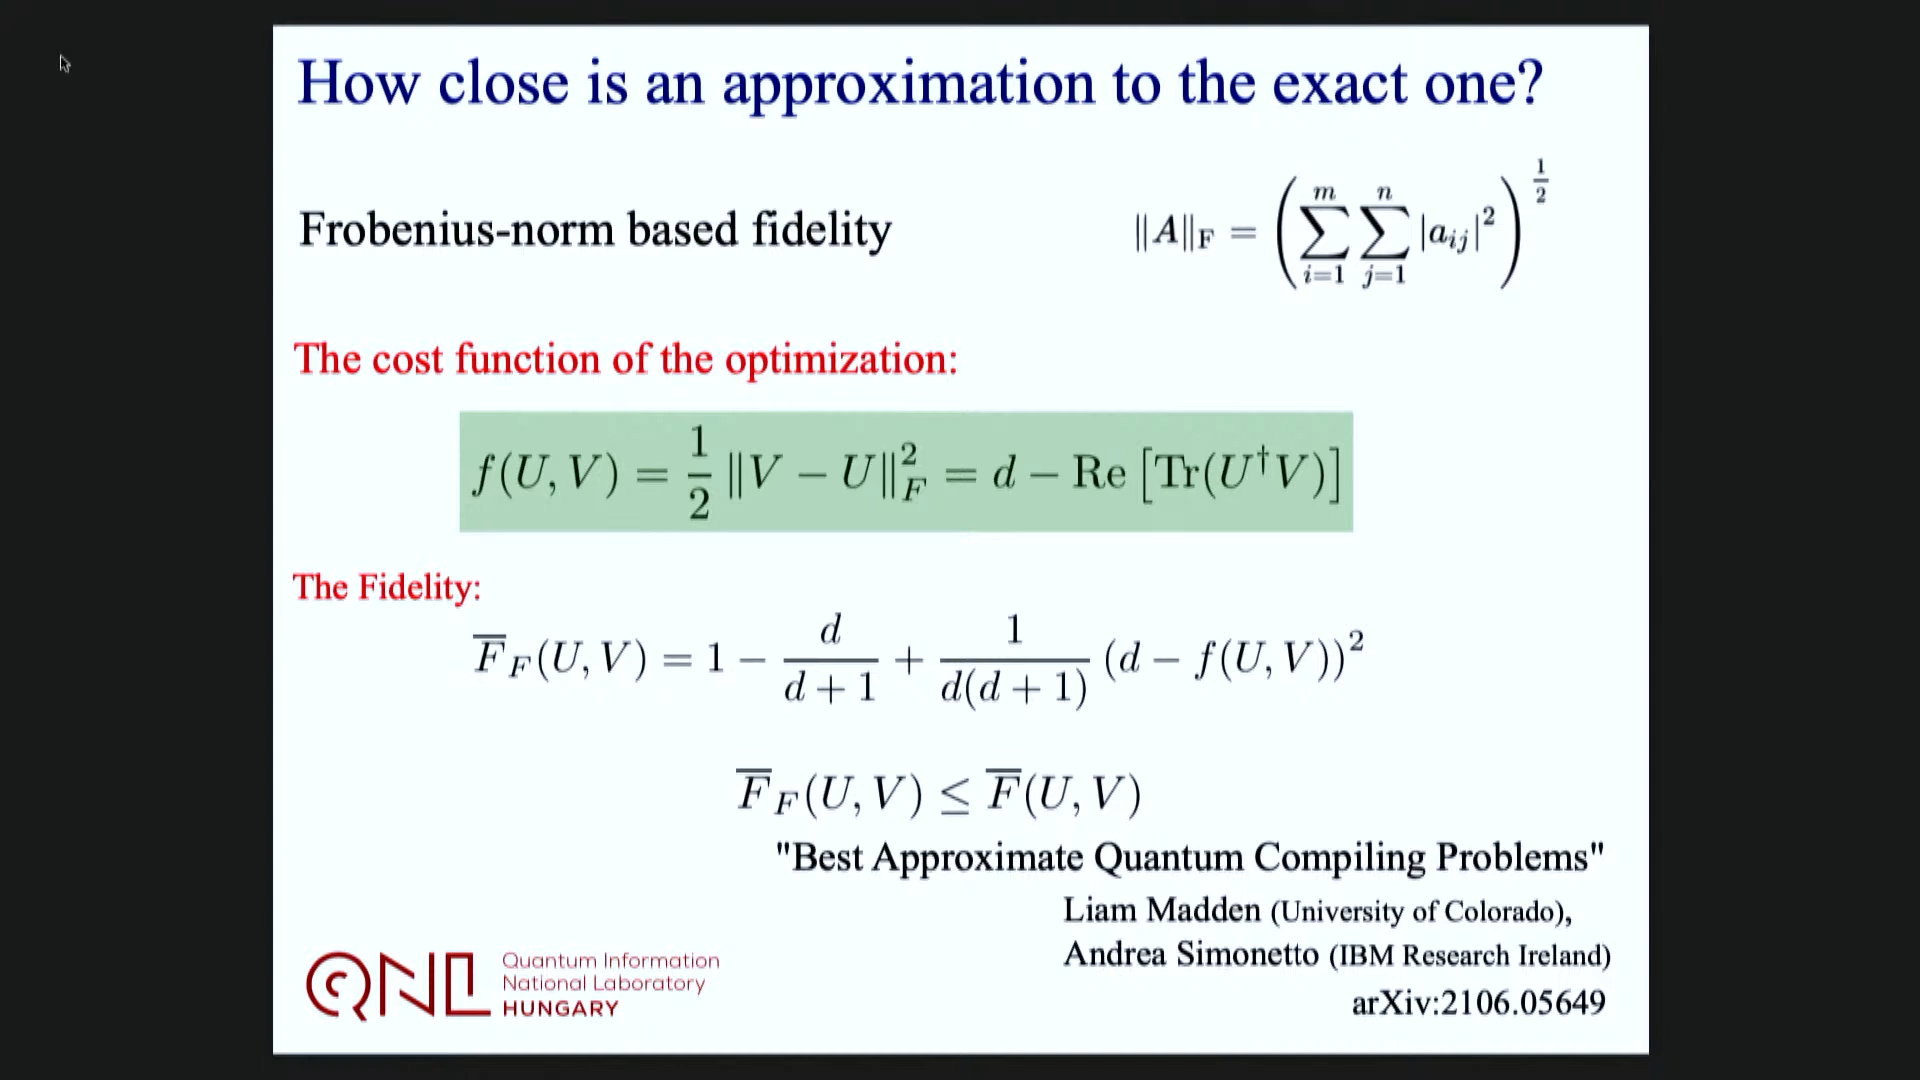 How close is an approximation to the exact one?
Frobenius-norm based fidelity
‖A‖_F = (∑_{i=1}^{m} ∑_{j=1}^{n} |a_{ij}|^2)^{1/2}
The cost function of the optimization:
f(U, V) = 1/2 ‖V − U‖_F^2 = d − Re [Tr(U^†V)]
The Fidelity:
F̅_F(U, V) = 1 − d/(d + 1) + 1/(d(d + 1)) (d − f(U, V))^2
F̅_F(U, V) ≤ F̅(U, V)
"Best Approximate Quantum Compiling Problems"
Liam Madden (University of Colorado),
Andrea Simonetto (IBM Research Ireland)
arXiv:2106.05649
QNL
Quantum Information
National Laboratory
HUNGARY